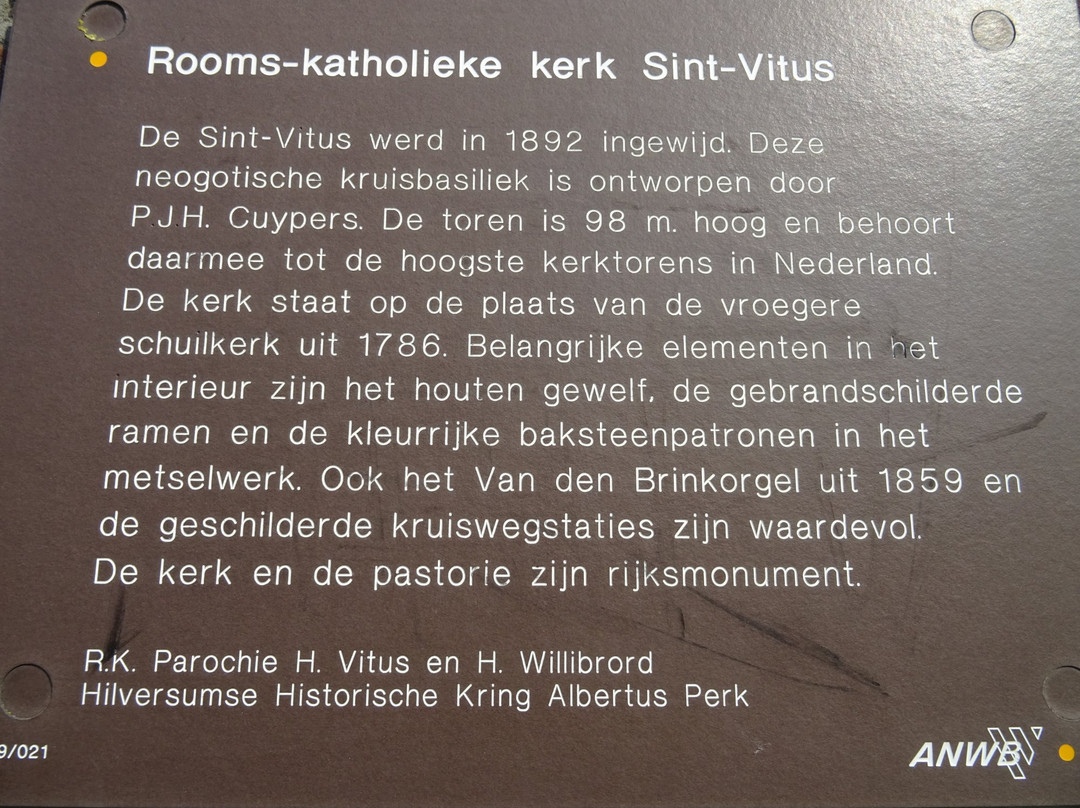 Rooms-katholieke kerk Sint-Vitus
De Sint-Vitus werd in 1892 ingewijd. Deze
neogotische kruisbasiliek is ontworpen door
P.J.H. Cuypers. De toren is 98 m. hoog en behoort
daarmee tot de hoogste kerktorens in Nederland.
De kerk staat op de plaats van de vroegere
schuilkerk uit 1786. Belangrijke elementen in het
interieur zijn het houten gewelf, de gebrandschilderde
ramen en de kleurrijke baksteenpatronen in het
metselwerk. Ook het Van den Brinkorgel uit 1859 en
de geschilderde kruiswegstaties zijn waardevol.
De kerk en de pastorie zijn rijksmonument.
R.K. Parochie H. Vitus en H. Willibrord
Hilversumse Historische Kring Albertus Perk
9/021
ANWB